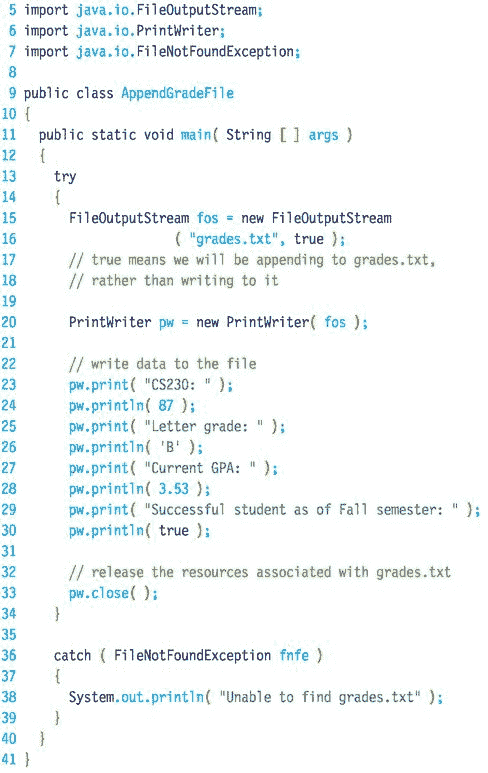 5 import java.io.FileOutputStream;
6 import java.io.PrintWriter;
7 import java.io.FileNotFoundException;
8
9 public class AppendGradeFile
10 {
11   public static void main( String [ ] args )
12   {
13     try
14     {
15       FileOutputStream fos = new FileOutputStream
16                   ( "grades.txt", true );
17       // true means we will be appending to grades.txt,
18       // rather than writing to it
19
20       PrintWriter pw = new PrintWriter( fos );
21
22       // write data to the file
23       pw.print( "CS230: " );
24       pw.println( 87 );
25       pw.print( "Letter grade: " );
26       pw.println( 'B' );
27       pw.print( "Current GPA: " );
28       pw.println( 3.53 );
29       pw.print( "Successful student as of Fall semester: " );
30       pw.println( true );
31
32       // release the resources associated with grades.txt
33       pw.close( );
34     }
35
36     catch ( FileNotFoundException fnfe )
37     {
38       System.out.println( "Unable to find grades.txt" );
39     }
40   }
41 }